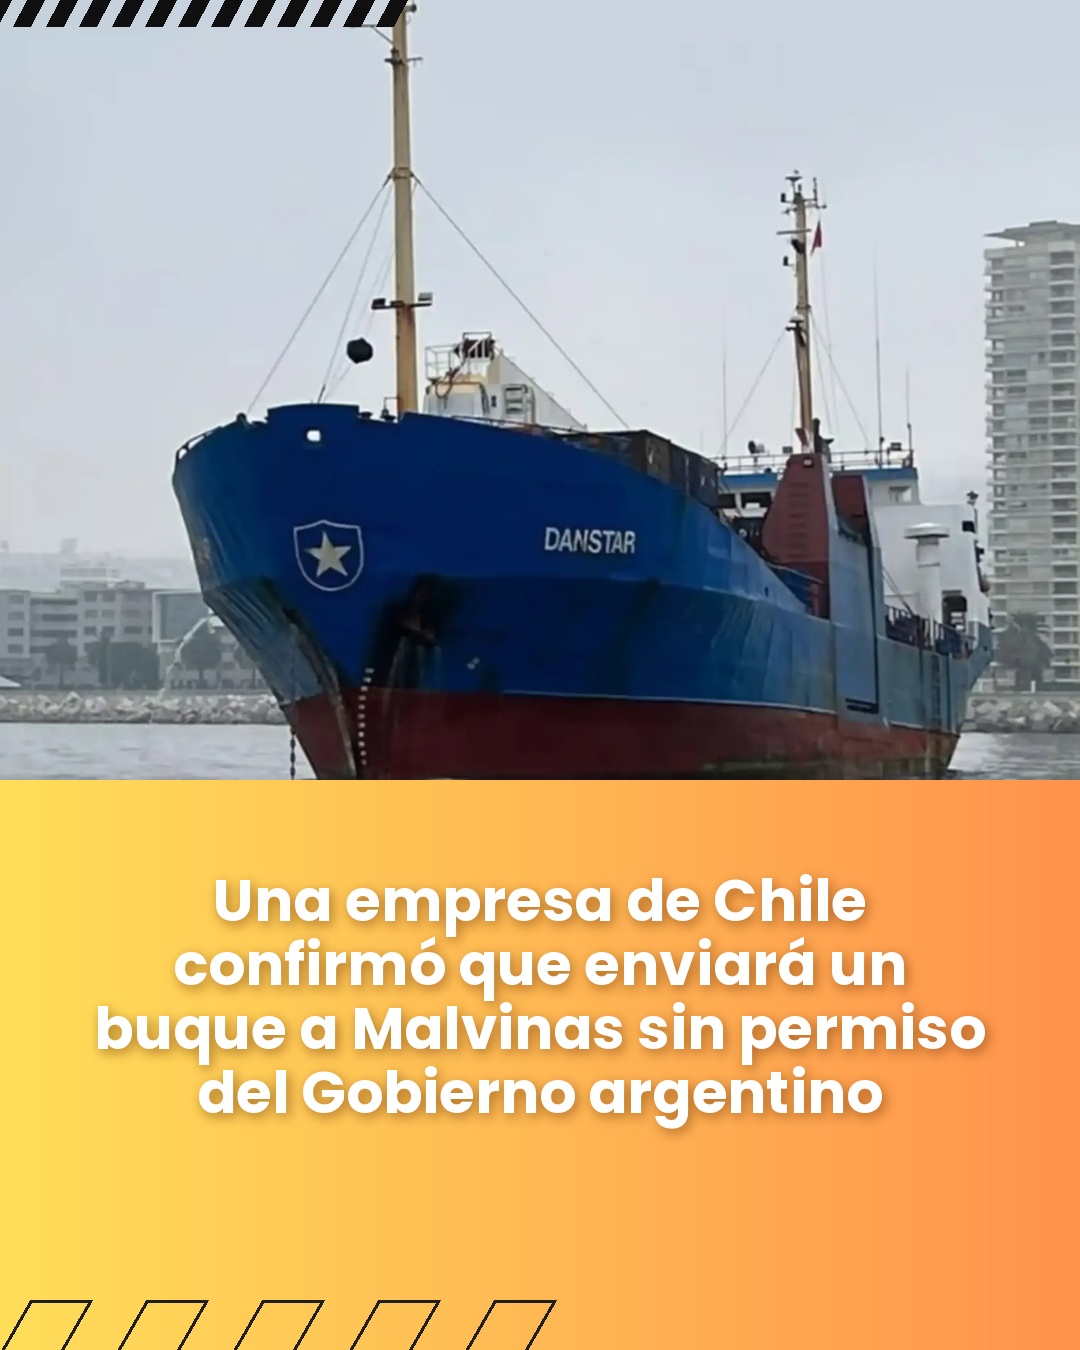 DANSTAR
Una empresa de Chile
confirmó que enviará un
buque a Malvinas sin permiso
del Gobierno argentino